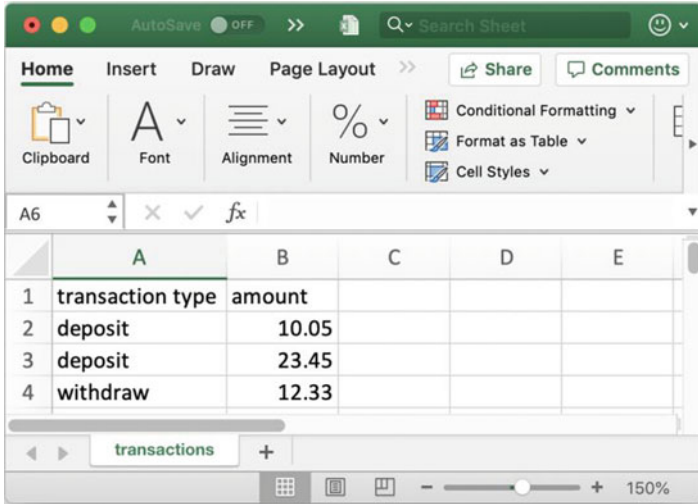 AutoSave OFF >> Search Sheet
Home Insert Draw Page Layout >> Share Comments
Clipboard Font Alignment Number
Conditional Formatting
Format as Table
Cell Styles
A6 fx
A B C D E
1 transaction type amount
2 deposit 10.05
3 deposit 23.45
4 withdraw 12.33
transactions +
− + 150%